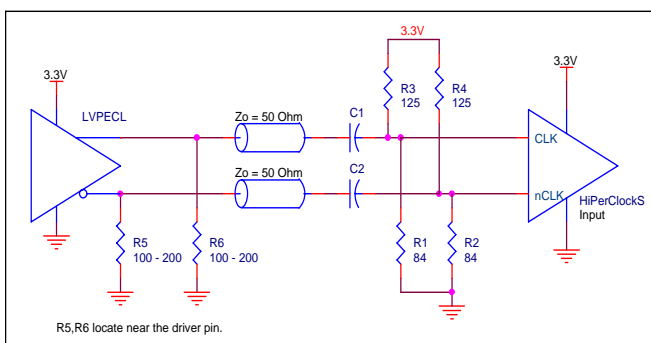 3.3V
3.3V
3.3V
R3
125
R4
125
LVPECL
Zo = 50 Ohm
C1
CLK
Zo = 50 Ohm
C2
nCLK
HiPerClockS
Input
R5
100 - 200
R6
100 - 200
R1
84
R2
84
R5,R6 locate near the driver pin.